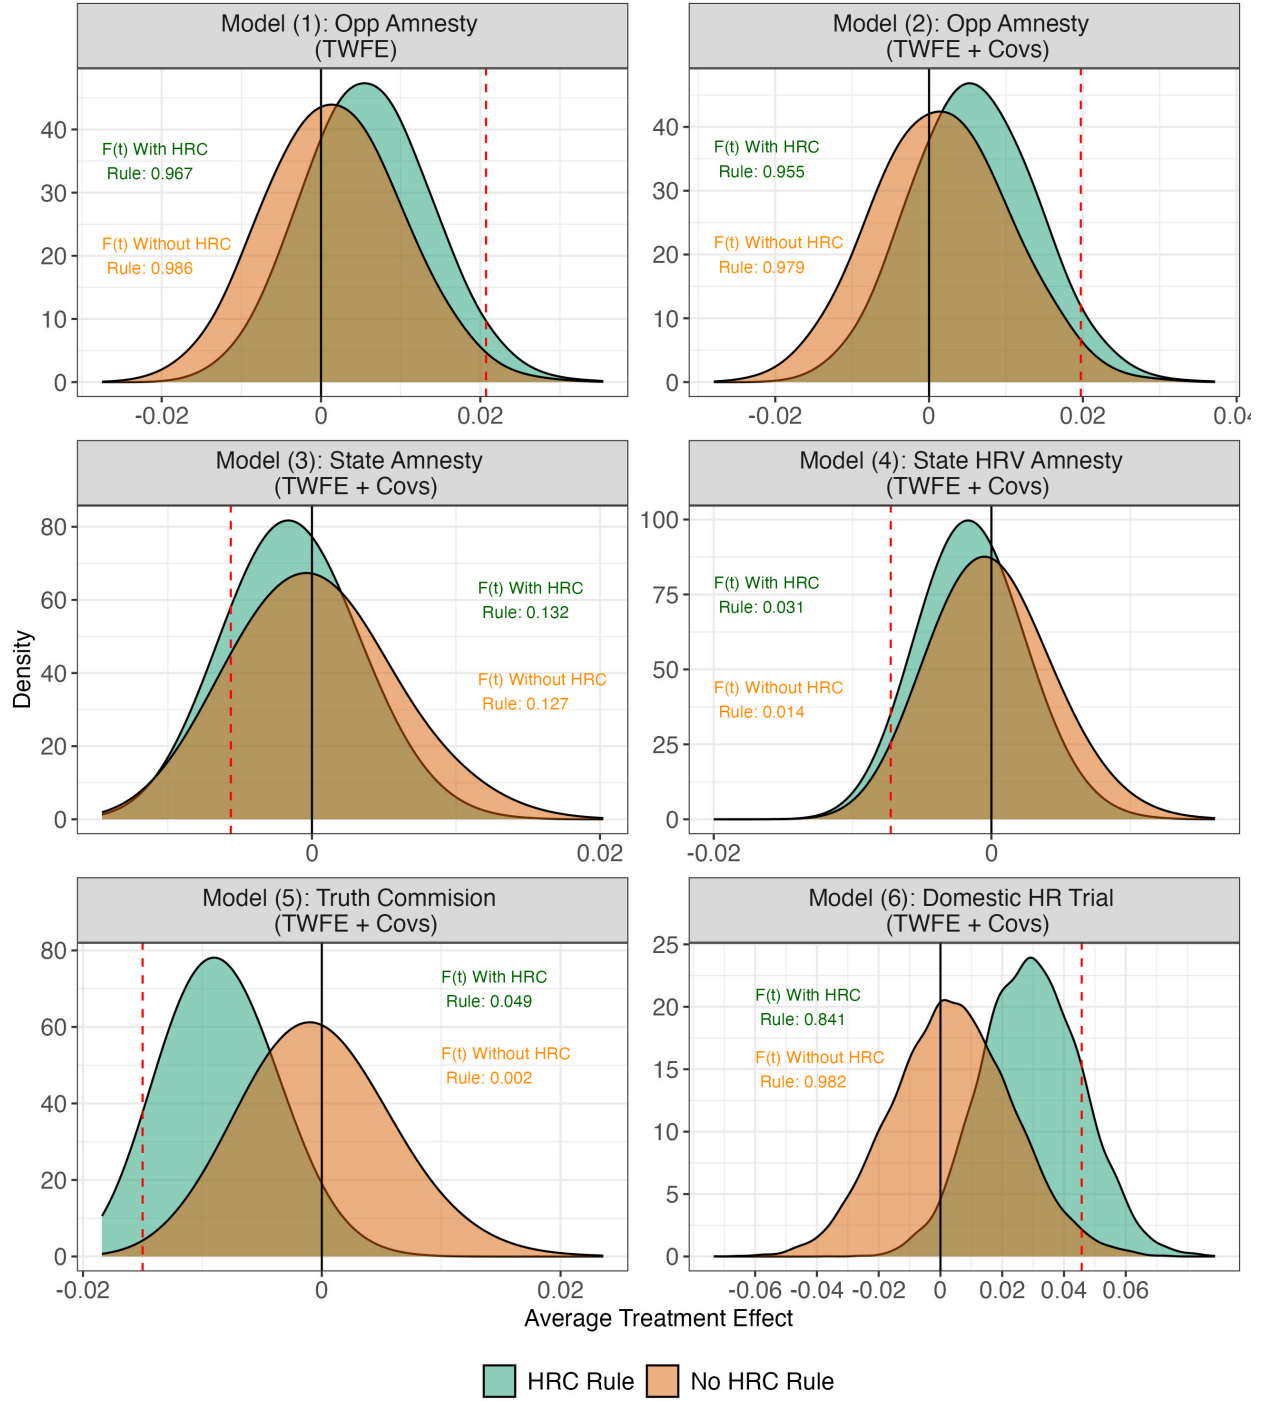 Model (1): Opp Amnesty
(TWFE)
F(t) With HRC
Rule: 0.967
F(t) Without HRC
Rule: 0.986
40
30
20
10
0
-0.02
0
0.02
Model (2): Opp Amnesty
(TWFE + Covs)
F(t) With HRC
Rule: 0.955
F(t) Without HRC
Rule: 0.979
40
30
20
10
0
-0.02
0
0.02
0.04
Model (3): State Amnesty
(TWFE + Covs)
F(t) With HRC
Rule: 0.132
F(t) Without HRC
Rule: 0.127
80
60
40
20
0
0
0.02
Model (4): State HRV Amnesty
(TWFE + Covs)
F(t) With HRC
Rule: 0.031
F(t) Without HRC
Rule: 0.014
100
75
50
25
0
-0.02
0
Density
Model (5): Truth Commision
(TWFE + Covs)
F(t) With HRC
Rule: 0.049
F(t) Without HRC
Rule: 0.002
80
60
40
20
0
-0.02
0
0.02
Model (6): Domestic HR Trial
(TWFE + Covs)
F(t) With HRC
Rule: 0.841
F(t) Without HRC
Rule: 0.982
25
20
15
10
5
0
-0.06 -0.04 -0.02 0 0.02 0.04 0.06
Average Treatment Effect
HRC Rule No HRC Rule